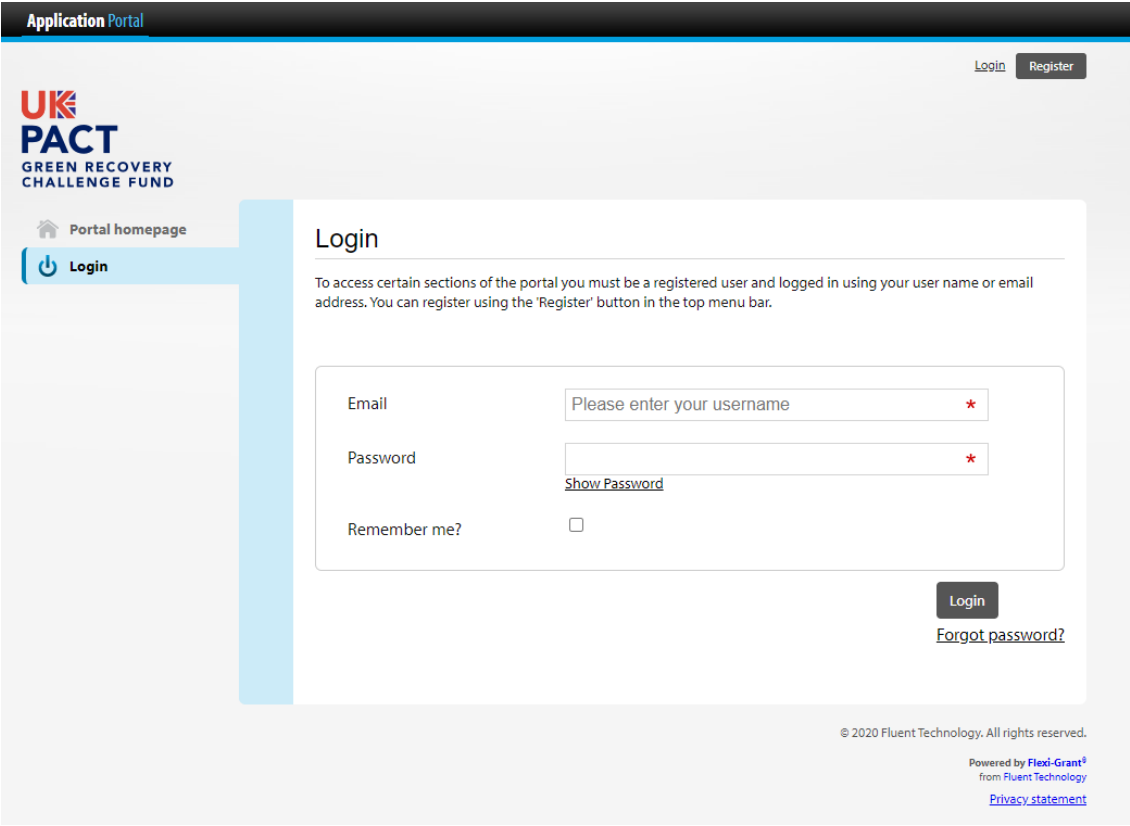 Application Portal
Login Register
UK
PACT
GREEN RECOVERY
CHALLENGE FUND
Portal homepage
Login
Login
To access certain sections of the portal you must be a registered user and logged in using your user name or email
address. You can register using the 'Register' button in the top menu bar.
Email
Please enter your username *
Password
*
Show Password
Remember me?
Login
Forgot password?
© 2020 Fluent Technology. All rights reserved.
Powered by Flexi-Grant®
from Fluent Technology
Privacy statement